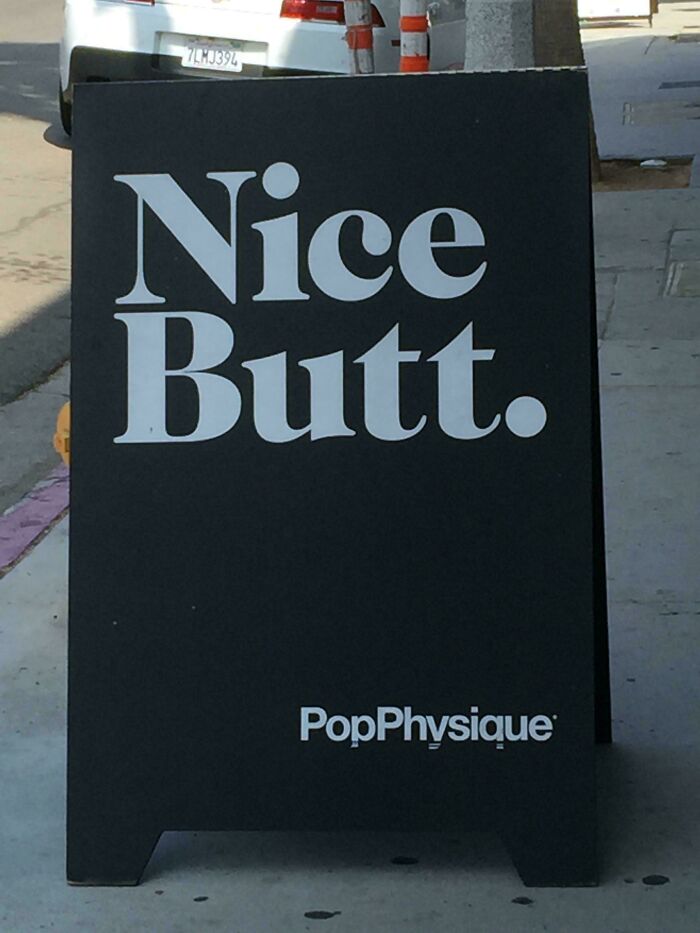 7LMJ394
Nice
Butt.
PopPhysique